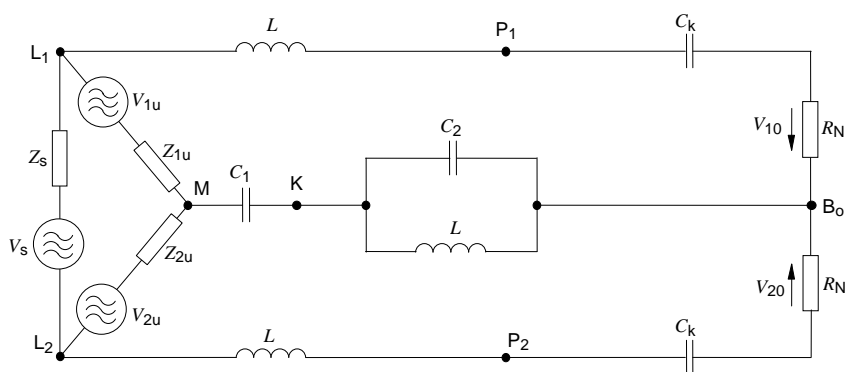 L P1 Ck
L1
V1u
V10 RN
C2
Zs Z1u
M C1 K
Bo
Z2u L
Vs
V20 RN
V2u
L2 L P2 Ck